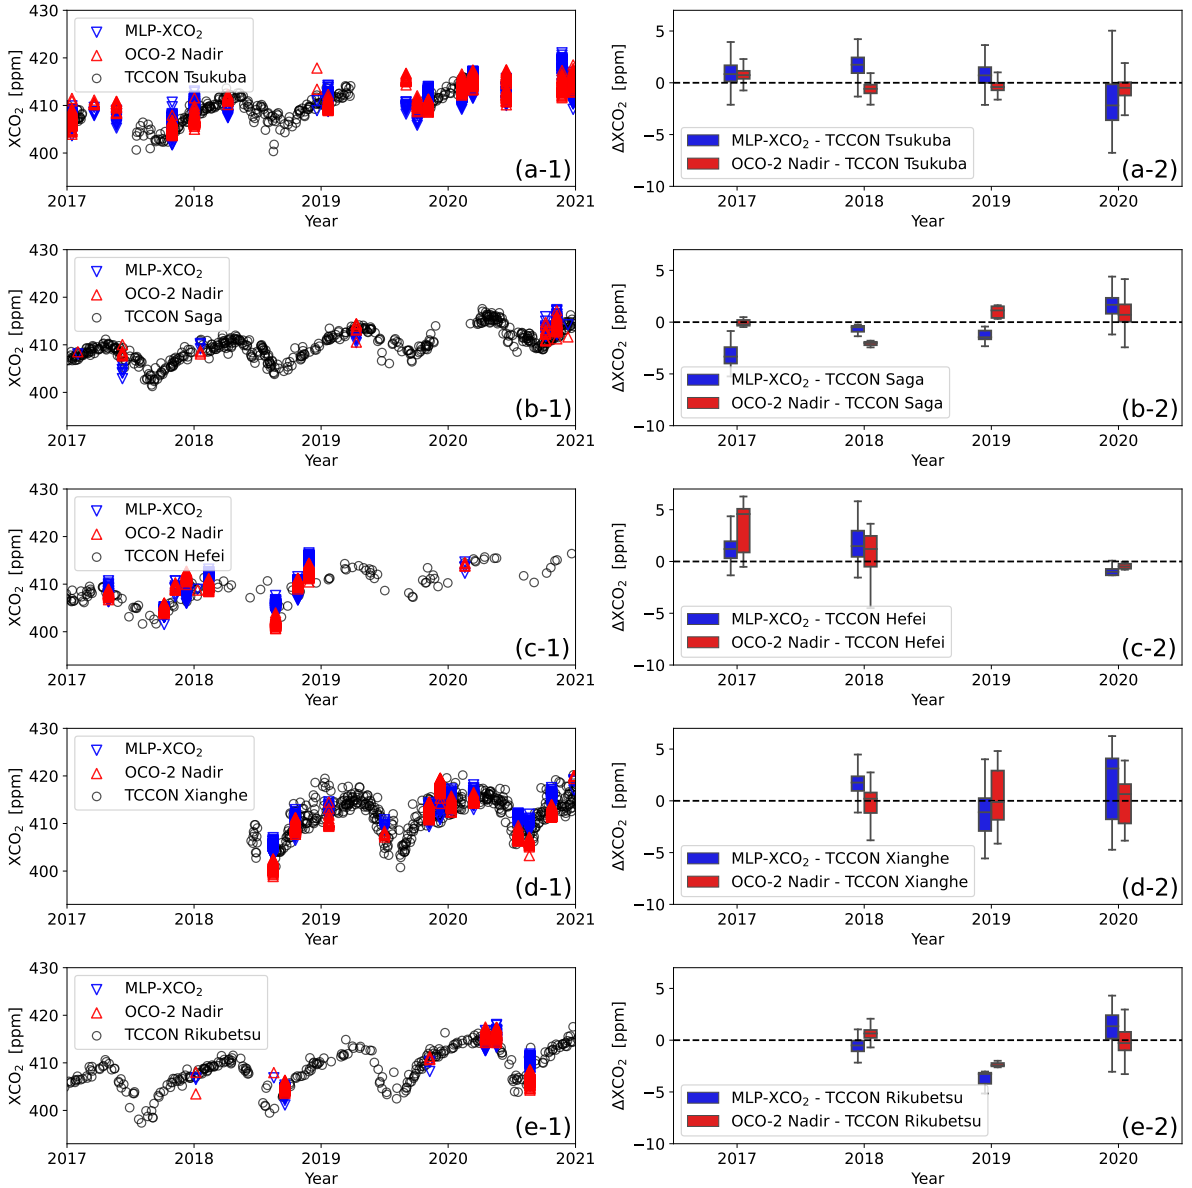 430
420
410
400
XCO2 [ppm]
MLP-XCO2
OCO-2 Nadir
TCCON Tsukuba
(a-1)
2017 2018 2019 2020 2021
Year
5
0
−5
−10
ΔXCO2 [ppm]
MLP-XCO2 - TCCON Tsukuba
OCO-2 Nadir - TCCON Tsukuba
(a-2)
2017 2018 2019 2020
Year
430
420
410
400
XCO2 [ppm]
MLP-XCO2
OCO-2 Nadir
TCCON Saga
(b-1)
2017 2018 2019 2020 2021
Year
5
0
−5
−10
ΔXCO2 [ppm]
MLP-XCO2 - TCCON Saga
OCO-2 Nadir - TCCON Saga
(b-2)
2017 2018 2019 2020
Year
430
420
410
400
XCO2 [ppm]
MLP-XCO2
OCO-2 Nadir
TCCON Hefei
(c-1)
2017 2018 2019 2020 2021
Year
5
0
−5
−10
ΔXCO2 [ppm]
MLP-XCO2 - TCCON Hefei
OCO-2 Nadir - TCCON Hefei
(c-2)
2017 2018 2019 2020
Year
430
420
410
400
XCO2 [ppm]
MLP-XCO2
OCO-2 Nadir
TCCON Xianghe
(d-1)
2017 2018 2019 2020 2021
Year
5
0
−5
−10
ΔXCO2 [ppm]
MLP-XCO2 - TCCON Xianghe
OCO-2 Nadir - TCCON Xianghe
(d-2)
2017 2018 2019 2020
Year
430
420
410
400
XCO2 [ppm]
MLP-XCO2
OCO-2 Nadir
TCCON Rikubetsu
(e-1)
2017 2018 2019 2020 2021
Year
5
0
−5
−10
ΔXCO2 [ppm]
MLP-XCO2 - TCCON Rikubetsu
OCO-2 Nadir - TCCON Rikubetsu
(e-2)
2017 2018 2019 2020
Year